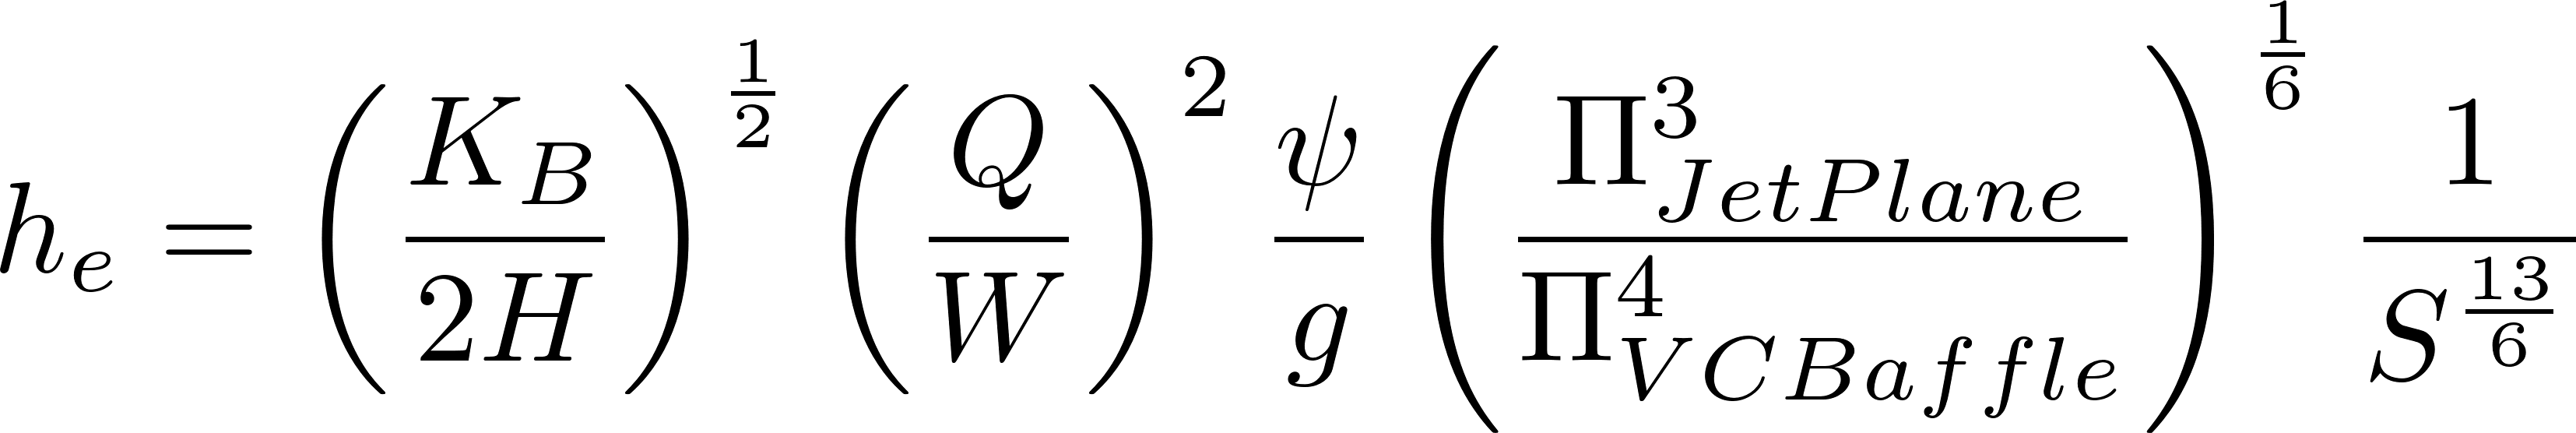 h_e = \left(\frac{K_B}{2H}\right)^{\frac{1}{2}} \left(\frac{Q}{W}\right)^2 \frac{\psi}{g} \left(\frac{\Pi_{JetPlane}^3}{\Pi_{VCBaffle}^4}\right)^{\frac{1}{6}} \frac{1}{S^{\frac{13}{6}}}